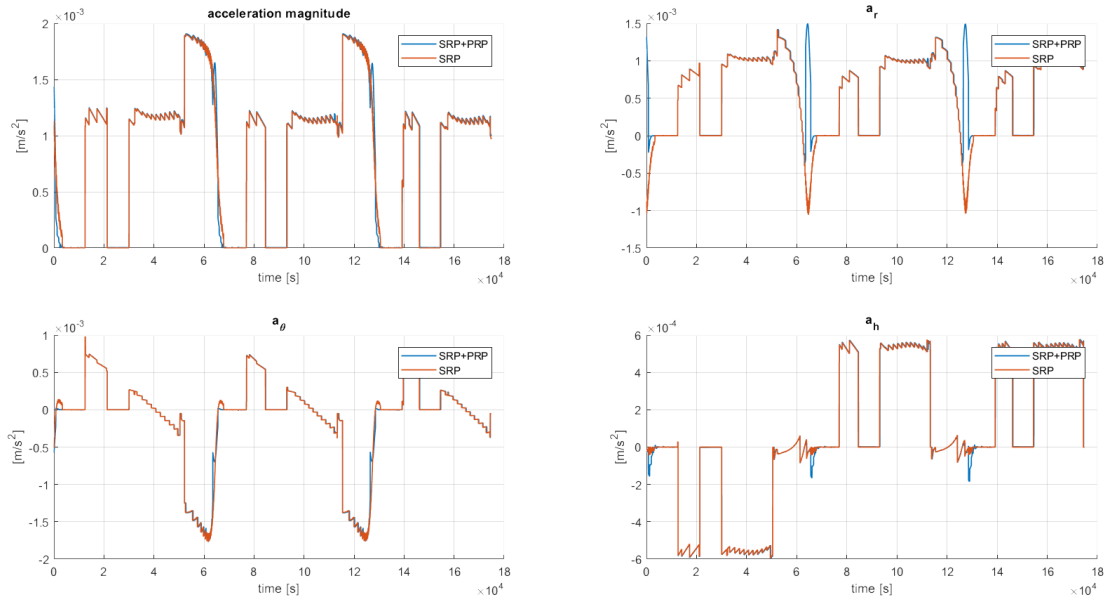 acceleration magnitude
×10⁻³
2
1.5
1
0.5
0
[m/s²]
SRP+PRP
SRP
0 2 4 6 8 10 12 14 16 18
×10⁴
time [s]
a_r
×10⁻³
1.5
1
0.5
0
-0.5
-1
-1.5
[m/s²]
SRP+PRP
SRP
0 2 4 6 8 10 12 14 16 18
×10⁴
time [s]
a_θ
×10⁻³
1
0.5
0
-0.5
-1
-1.5
-2
[m/s²]
SRP+PRP
SRP
0 2 4 6 8 10 12 14 16 18
×10⁴
time [s]
a_h
×10⁻⁴
6
4
2
0
-2
-4
-6
[m/s²]
SRP+PRP
SRP
0 2 4 6 8 10 12 14 16 18
×10⁴
time [s]